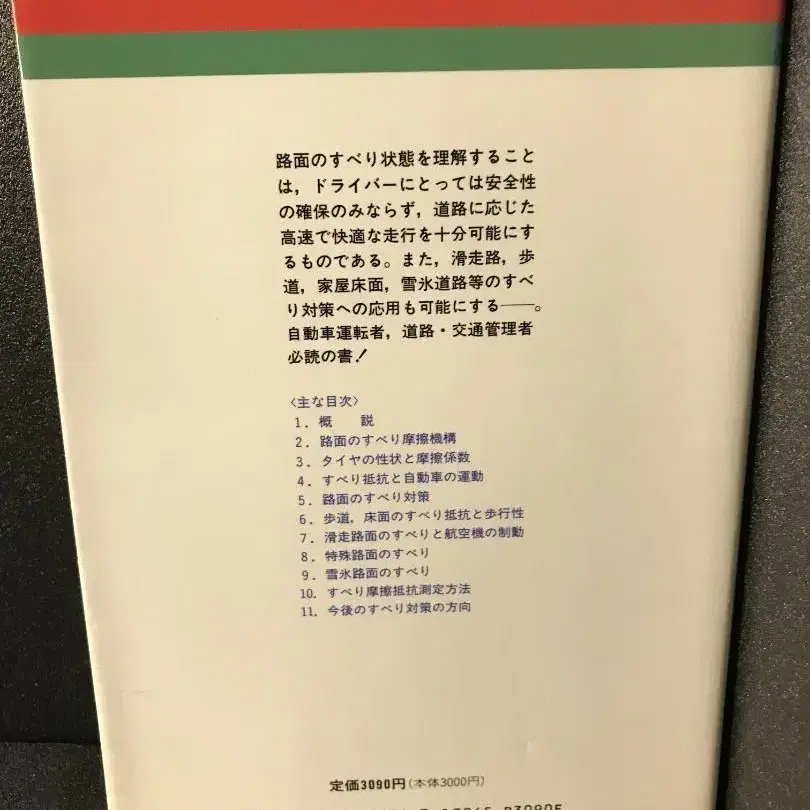 路面のすべり状態を理解すること
は，ドライバーにとっては安全性
の確保のみならず，道路に応じた
高速で快適な走行を十分可能にす
るものである。また，滑走路，歩
道，家屋床面，雪氷道路等のすべ
り対策への応用も可能にする──。
自動車運転者，道路・交通管理者
必読の書！
〈主な目次〉
1．概　　説
2．路面のすべり摩擦機構
3．タイヤの性状と摩擦係数
4．すべり抵抗と自動車の運動
5．路面のすべり対策
6．歩道，床面のすべり抵抗と歩行性
7．滑走路面のすべりと航空機の制動
8．特殊路面のすべり
9．雪氷路面のすべり
10．すべり摩擦抵抗測定方法
11．今後のすべり対策の方向
定価3090円(本体3000円)